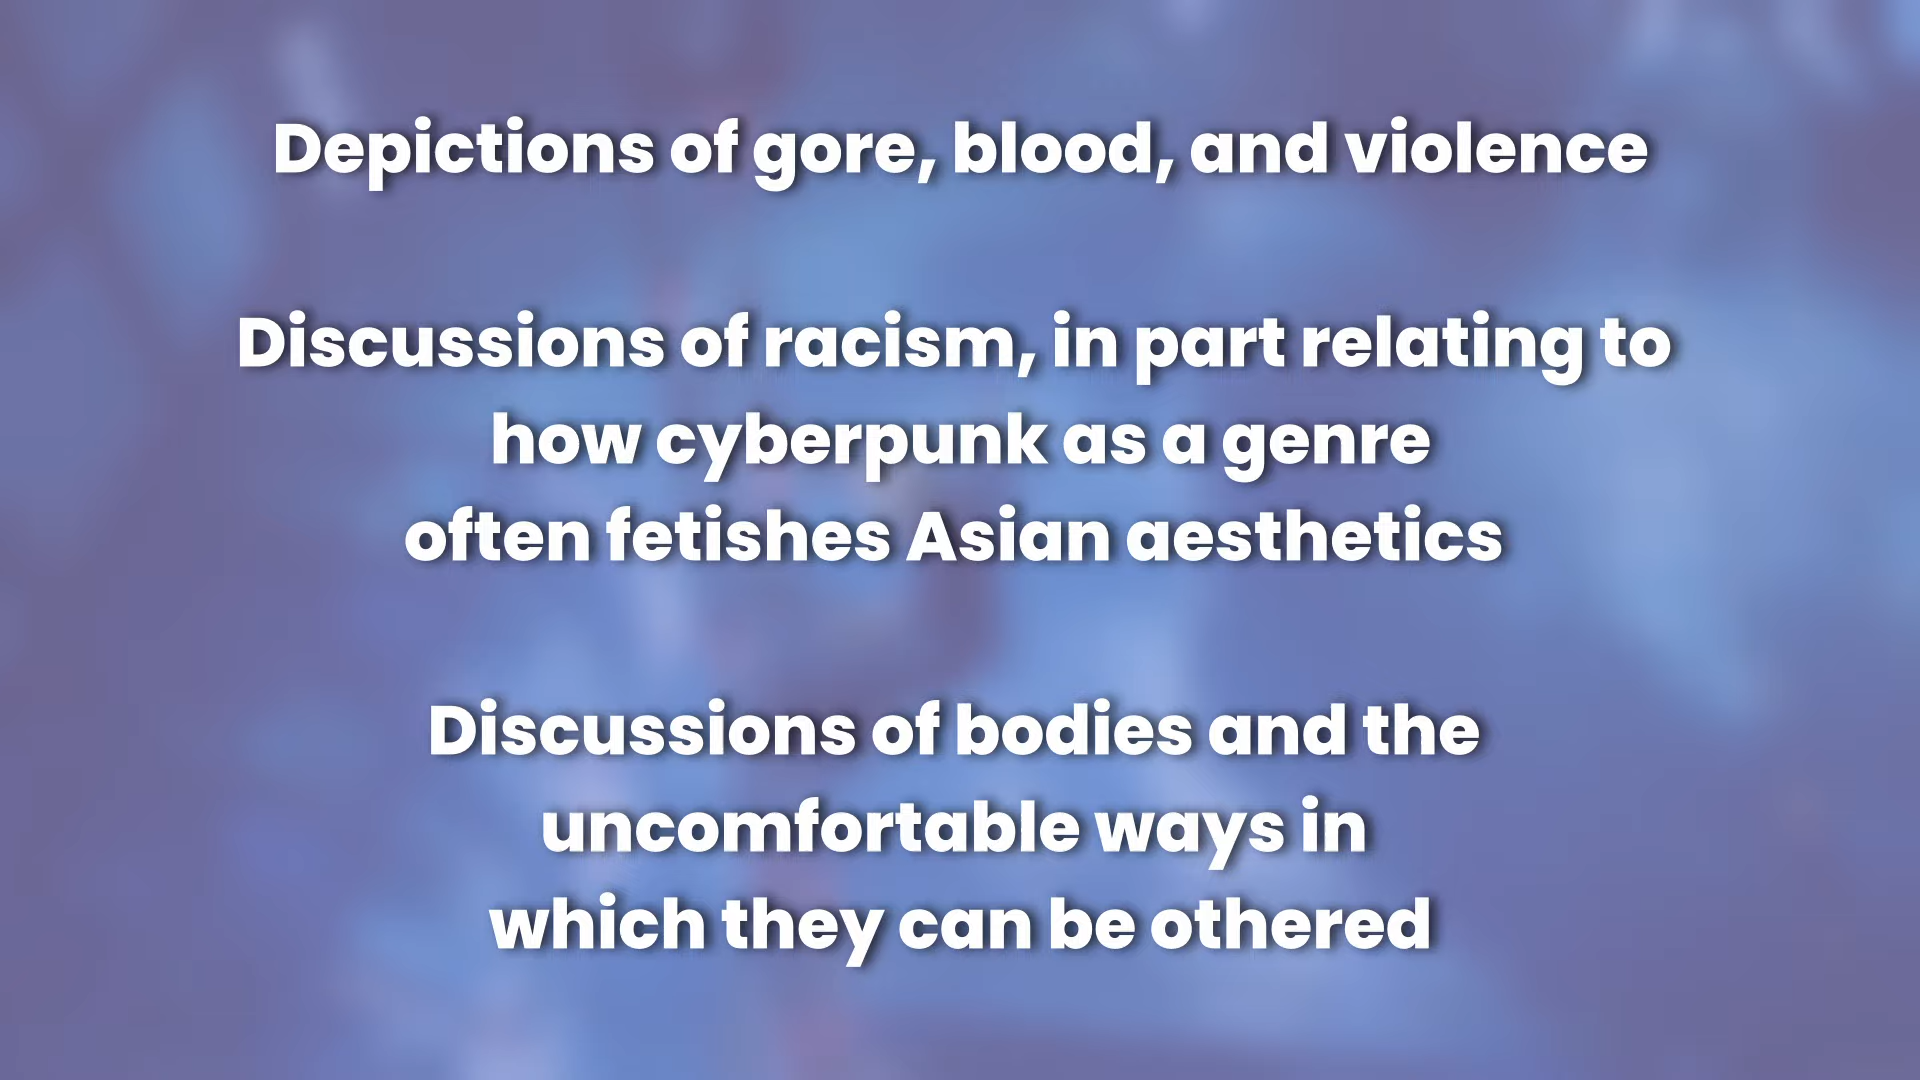 Depictions of gore, blood, and violence
Discussions of racism, in part relating to
how cyberpunk as a genre
often fetishes Asian aesthetics
Discussions of bodies and the
uncomfortable ways in
which they can be othered